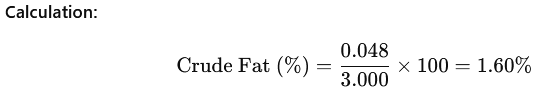 Calculation:
Crude Fat (%) = 0.048 / 3.000 × 100 = 1.60%